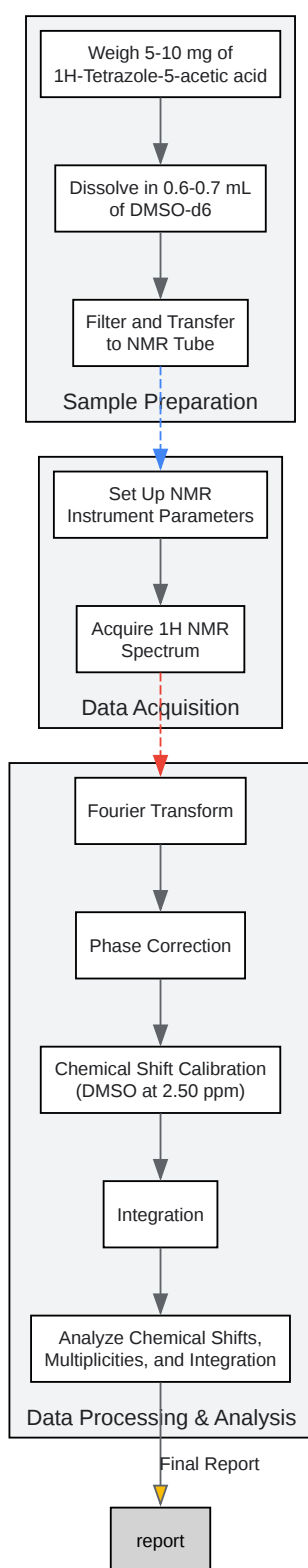 Weigh 5-10 mg of
1H-Tetrazole-5-acetic acid
Dissolve in 0.6-0.7 mL
of DMSO-d6
Filter and Transfer
to NMR Tube
Sample Preparation
Set Up NMR
Instrument Parameters
Acquire 1H NMR
Spectrum
Data Acquisition
Fourier Transform
Phase Correction
Chemical Shift Calibration
(DMSO at 2.50 ppm)
Integration
Analyze Chemical Shifts,
Multiplicities, and Integration
Data Processing & Analysis
Final Report
report